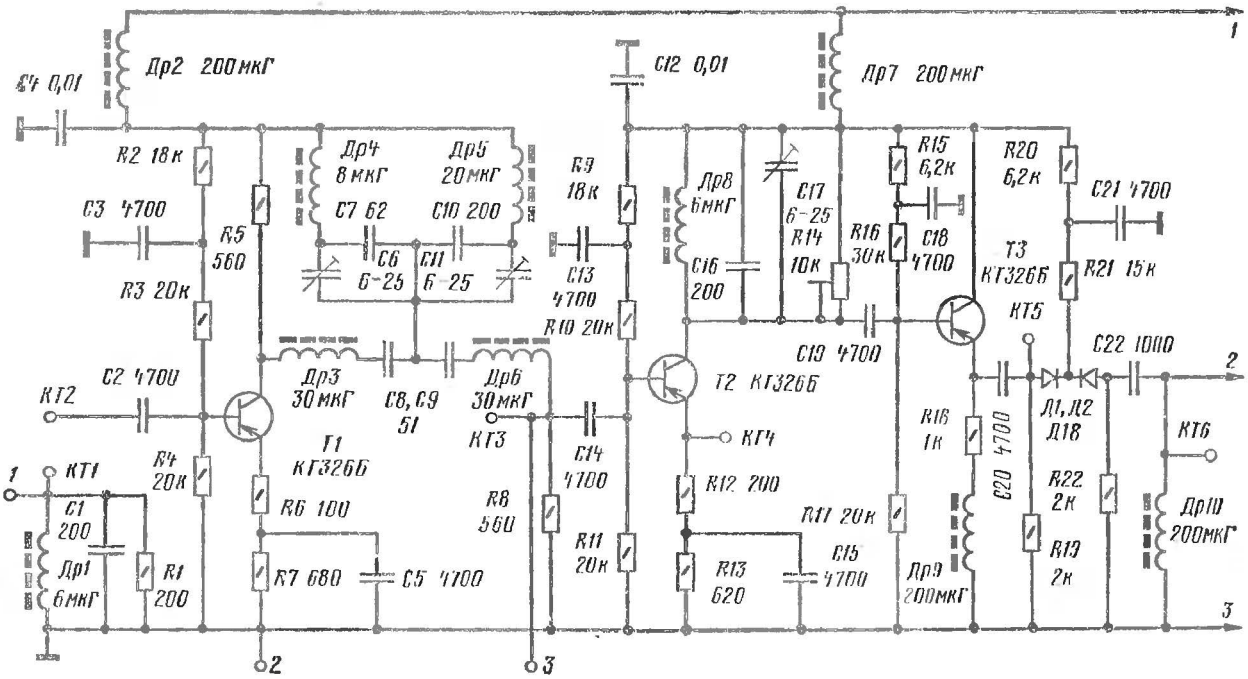 1
Др2 200мкГ
С4 0,01
С12 0,01
Др7 200мкГ
R2 18к
Др4
8мкГ
Др5
20мкГ
R9
18к
Др8
6мкГ
С17
6-25
R15
6,2к
R20
6,2к
С3 4700
С7 62
С10 200
С21 4700
R5
560
С6
6-25
С11
6-25
С13
4700
С16
200
R14
10к
R16
30к
С18
4700
Т3
КТ326Б
R21 15к
R3 20к
R10 20к
КТ5
С19 4700
С22 1000
2
Др3
30мкГ
Др6
30мкГ
С8, С9
51
Т2 КТ326Б
С2 4700
КТ2
КТ3
Д1, Д2
Д18
Т1
КТ326Б
С14
4700
КТ4
R18
1к
С20 4700
КТ6
1
КТ1
R4
20к
С1
200
R6 100
R8
560
R12 200
R22
2к
Др10
200мкГ
R11
20к
R17 20к
Др1
6мкГ
R1
200
R7 680
С5 4700
R13
620
С15
4700
Др9
200мкГ
R19
2к
3
2
3